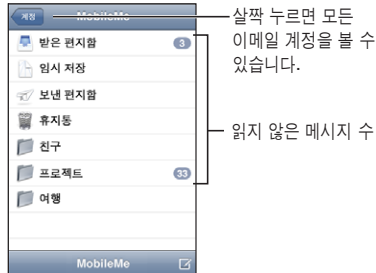 계정
MobileMe
살짝 누르면 모든
이메일 계정을 볼 수
있습니다.
받은 편지함 3
임시 저장
보낸 편지함
휴지통
읽지 않은 메시지 수
친구
프로젝트 33
여행
MobileMe